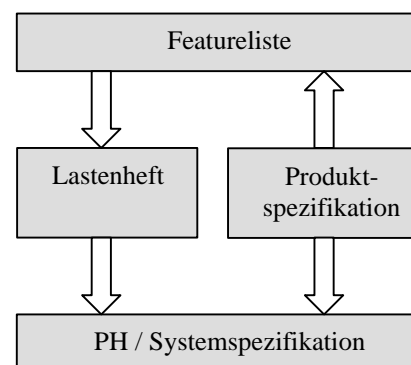 Featureliste
Lastenheft
Produkt-
spezifikation
PH / Systemspezifikation